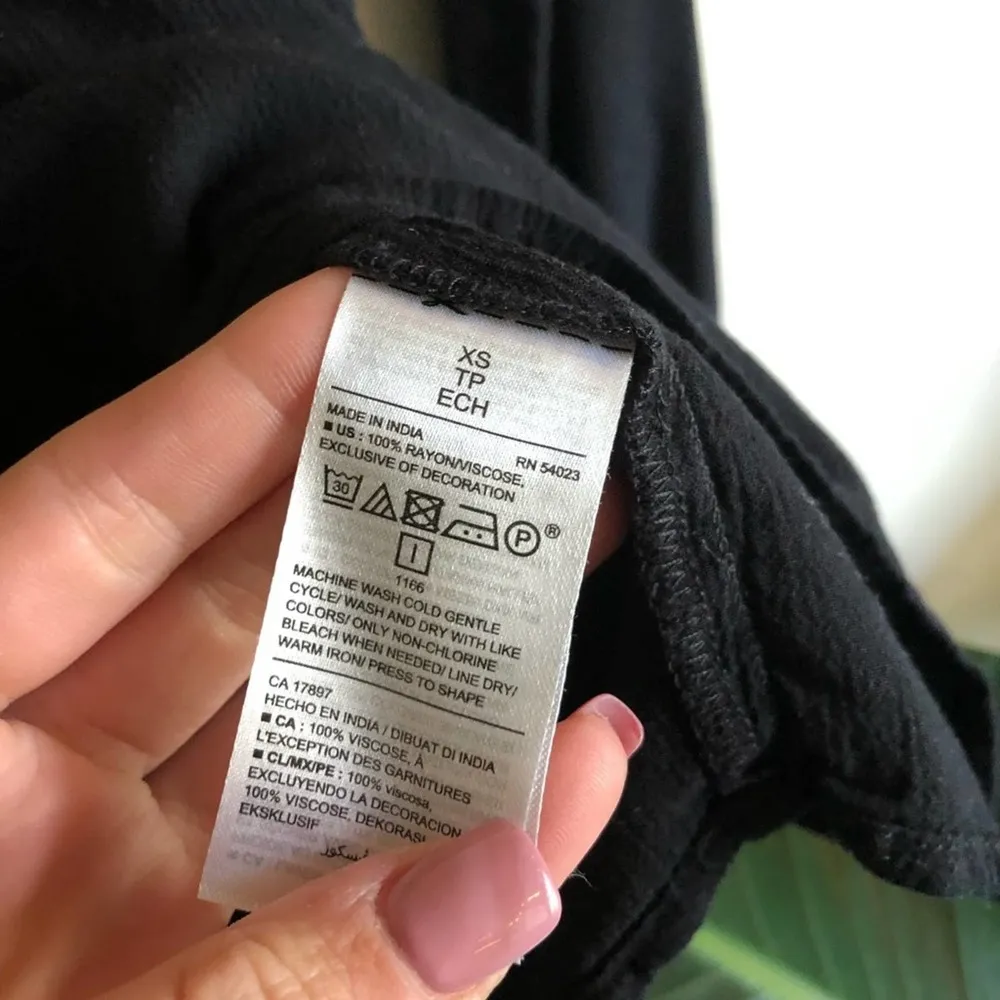 XS
TP
ECH
MADE IN INDIA
RN 54023
■ US : 100% RAYON/VISCOSE,
EXCLUSIVE OF DECORATION
30
P ®
1166
MACHINE WASH COLD GENTLE
CYCLE/ WASH AND DRY WITH LIKE
COLORS/ ONLY NON-CHLORINE
BLEACH WHEN NEEDED/ LINE DRY/
WARM IRON/ PRESS TO SHAPE
CA 17897
HECHO EN INDIA / DIBUAT DI INDIA
■ CA : 100% VISCOSE, À
L'EXCEPTION DES GARNITURES
■ CL/MX/PE : 100% viscosa,
EXCLUYENDO LA DECORACION
100% VISCOSE, DEKORASI
EKSKLUSIF